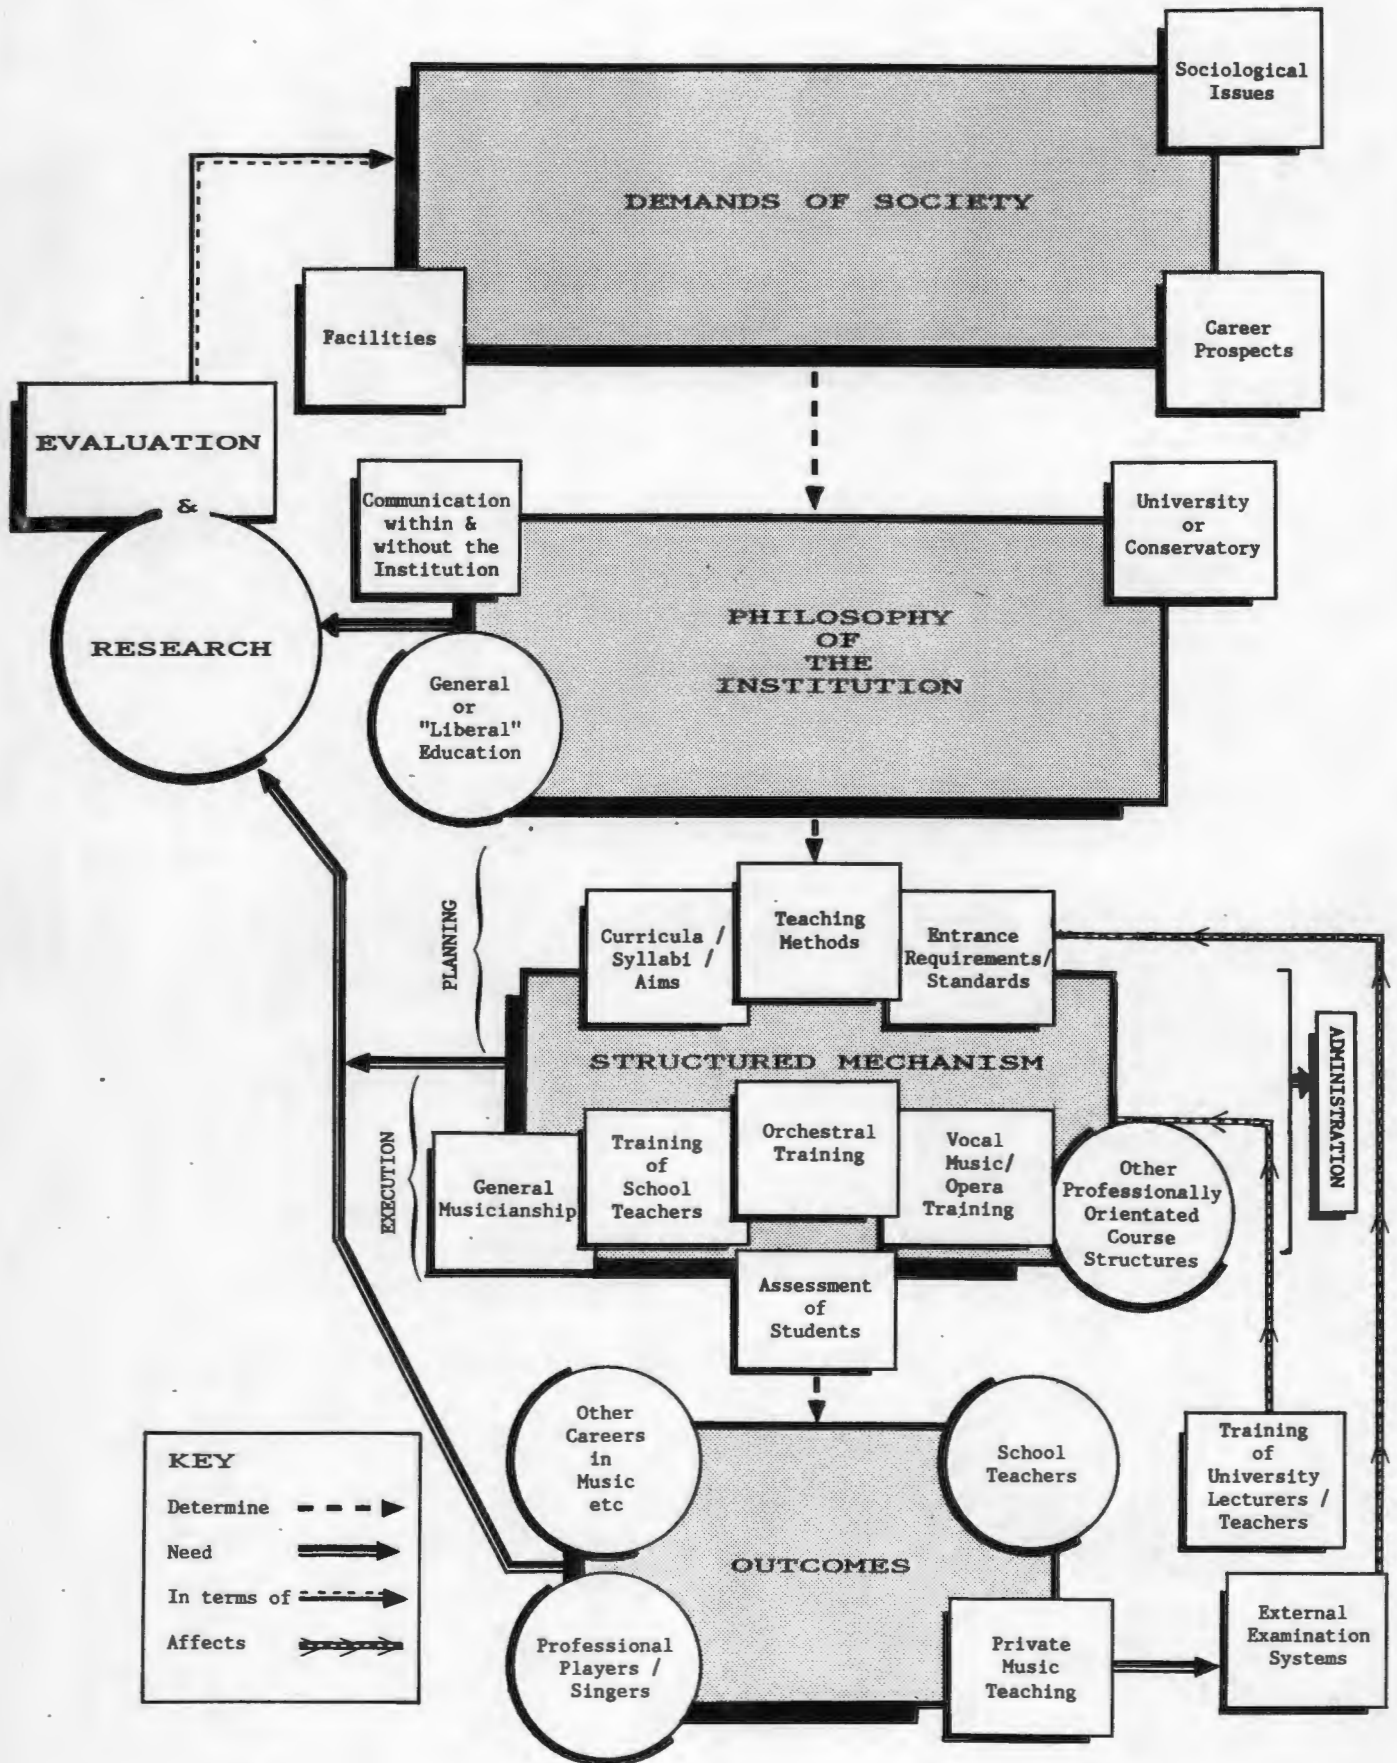 Sociological
Issues
DEMANDS OF SOCIETY
Facilities
Career
Prospects
EVALUATION
&
RESEARCH
Communication
within &
without the
Institution
University
or
Conservatory
PHILOSOPHY
OF
THE
INSTITUTION
General
or
"Liberal"
Education
PLANNING
Curricula /
Syllabi /
Aims
Teaching
Methods
Entrance
Requirements/
Standards
STRUCTURED MECHANISM
ADMINISTRATION
EXECUTION
General
Musicianship
Training
of
School
Teachers
Orchestral
Training
Vocal
Music/
Opera
Training
Other
Professionally
Orientated
Course
Structures
Assessment
of
Students
Other
Careers
in
Music
etc
School
Teachers
Training
of
University
Lecturers /
Teachers
OUTCOMES
Professional
Players /
Singers
Private
Music
Teaching
External
Examination
Systems
KEY
Determine
Need
In terms of
Affects